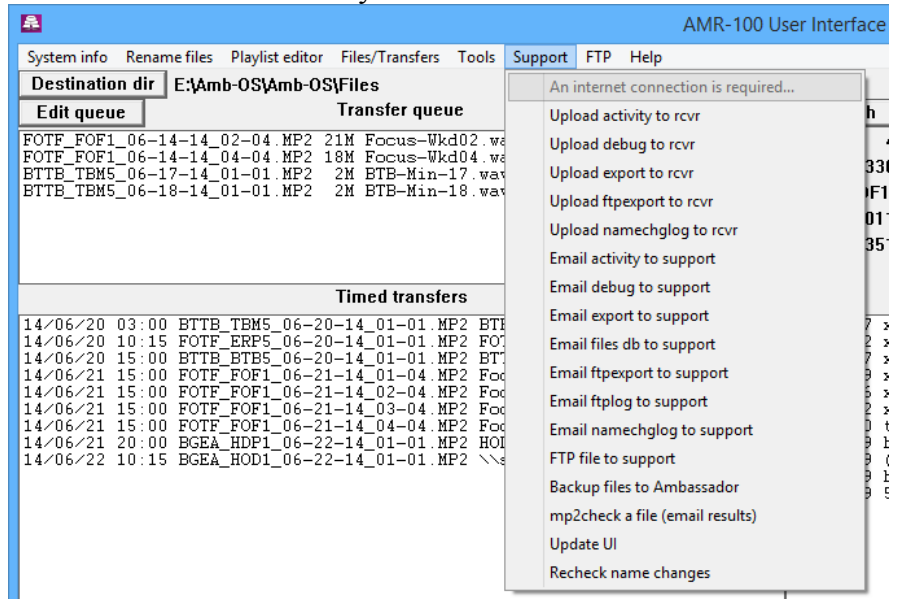 AMR-100 User Interface
System info Rename files Playlist editor Files/Transfers Tools Support FTP Help
Destination dir E:\Amb-OS\Amb-OS\Files
Edit queue Transfer queue
FOTF_FOF1_06-14-14_02-04.MP2 21M Focus-Wkd02.wa
FOTF_FOF1_06-14-14_04-04.MP2 18M Focus-Wkd04.wa
BTTB_TBM5_06-17-14_01-01.MP2 2M BTB-Min-17.wav
BTTB_TBM5_06-18-14_01-01.MP2 2M BTB-Min-18.wav
Timed transfers
14/06/20 03:00 BTTB_TBM5_06-20-14_01-01.MP2 BTB
14/06/20 10:15 FOTF_ERP5_06-20-14_01-01.MP2 FOT
14/06/20 15:00 BTTB_BTB5_06-20-14_01-01.MP2 BTT
14/06/21 15:00 FOTF_FOF1_06-21-14_01-04.MP2 Foc
14/06/21 15:00 FOTF_FOF1_06-21-14_02-04.MP2 Foc
14/06/21 15:00 FOTF_FOF1_06-21-14_03-04.MP2 Foc
14/06/21 15:00 FOTF_FOF1_06-21-14_04-04.MP2 Foc
14/06/21 20:00 BGEA_HDP1_06-22-14_01-01.MP2 HOD
14/06/22 10:15 BGEA_HOD1_06-22-14_01-01.MP2 \\s
An internet connection is required...
Upload activity to rcvr
Upload debug to rcvr
Upload export to rcvr
Upload ftpexport to rcvr
Upload namechglog to rcvr
Email activity to support
Email debug to support
Email export to support
Email files db to support
Email ftpexport to support
Email ftplog to support
Email namechglog to support
FTP file to support
Backup files to Ambassador
mp2check a file (email results)
Update UI
Recheck name changes